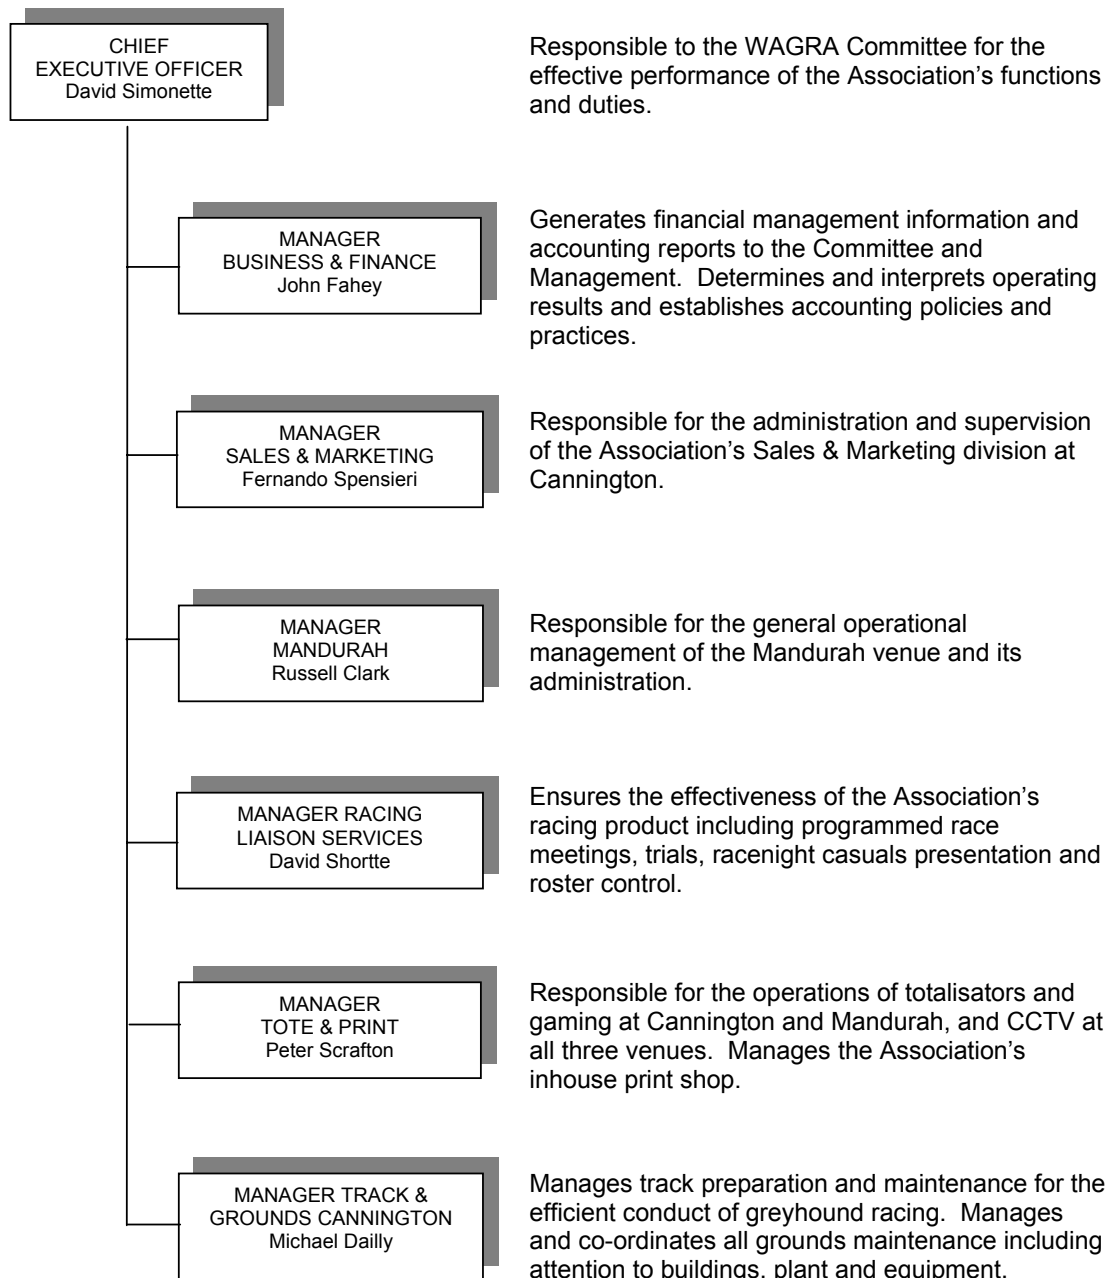 CHIEF
EXECUTIVE OFFICER
David Simonette
Responsible to the WAGRA Committee for the
effective performance of the Association’s functions
and duties.
MANAGER
BUSINESS & FINANCE
John Fahey
Generates financial management information and
accounting reports to the Committee and
Management.  Determines and interprets operating
results and establishes accounting policies and
practices.
MANAGER
SALES & MARKETING
Fernando Spensieri
Responsible for the administration and supervision
of the Association’s Sales & Marketing division at
Cannington.
MANAGER
MANDURAH
Russell Clark
Responsible for the general operational
management of the Mandurah venue and its
administration.
MANAGER RACING
LIAISON SERVICES
David Shortte
Ensures the effectiveness of the Association’s
racing product including programmed race
meetings, trials, racenight casuals presentation and
roster control.
MANAGER
TOTE & PRINT
Peter Scrafton
Responsible for the operations of totalisators and
gaming at Cannington and Mandurah, and CCTV at
all three venues.  Manages the Association’s
inhouse print shop.
MANAGER TRACK &
GROUNDS CANNINGTON
Michael Dailly
Manages track preparation and maintenance for the
efficient conduct of greyhound racing.  Manages
and co-ordinates all grounds maintenance including
attention to buildings, plant and equipment.